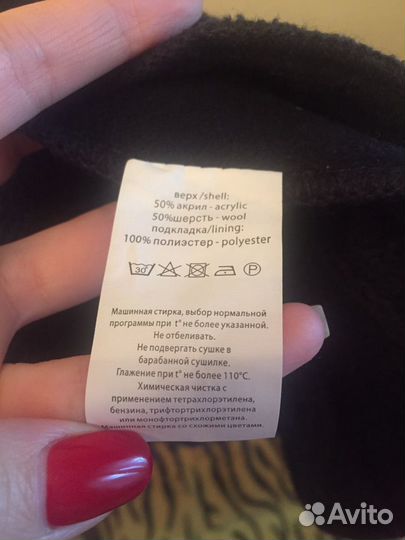 верх/shell:
50% акрил - acrylic
50%шерсть - wool
подкладка/lining:
100% полиэстер - polyester
30° P
Машинная стирка, выбор нормальной
программы при t° не более указанной.
Не отбеливать.
Не подвергать сушке в
барабанной сушилке.
Глажение при t° не более 110°C.
Химическая чистка с
применением тетрахлорэтилена,
бензина, трифтортрихлорэтилена
или монофтортрихлорметана.
Машинная стирка со схожими цветами.
Avito